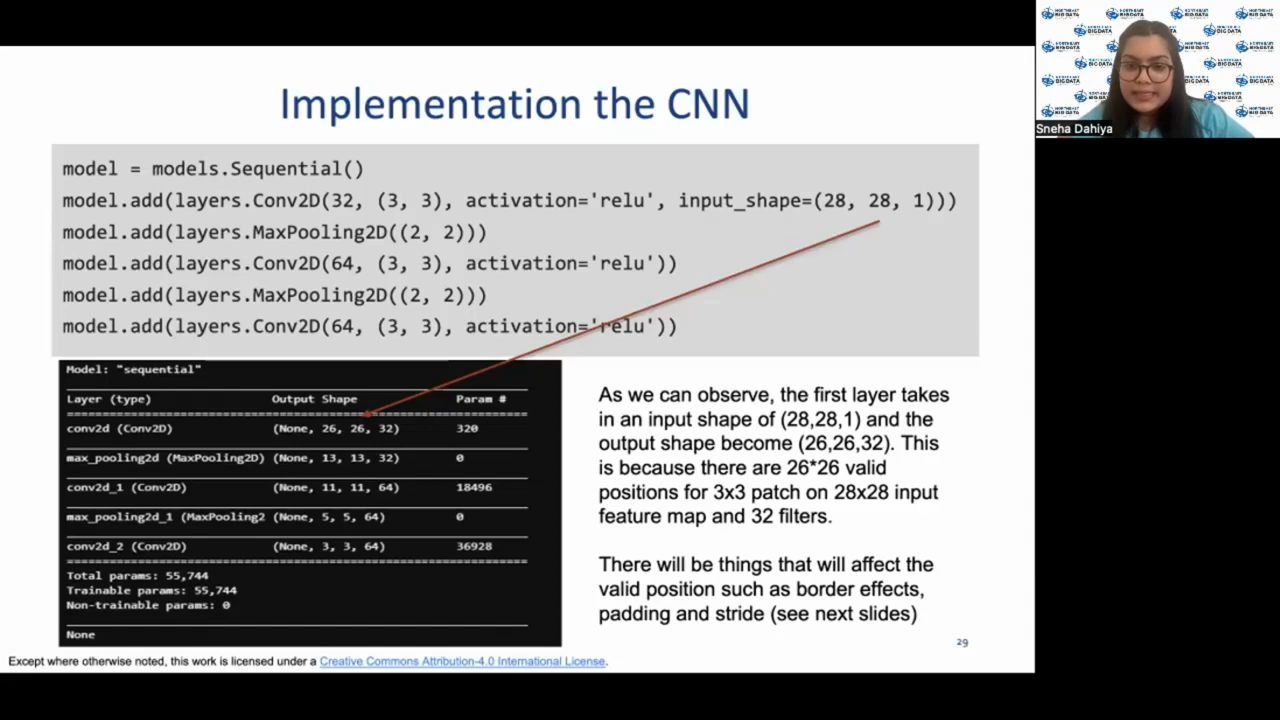 Implementation the CNN
model = models.Sequential()
model.add(layers.Conv2D(32, (3, 3), activation='relu', input_shape=(28, 28, 1)))
model.add(layers.MaxPooling2D((2, 2)))
model.add(layers.Conv2D(64, (3, 3), activation='relu'))
model.add(layers.MaxPooling2D((2, 2)))
model.add(layers.Conv2D(64, (3, 3), activation='relu'))
Model: "sequential"
Layer (type) Output Shape Param #
conv2d (Conv2D) (None, 26, 26, 32) 320
max_pooling2d (MaxPooling2D) (None, 13, 13, 32) 0
conv2d_1 (Conv2D) (None, 11, 11, 64) 18496
max_pooling2d_1 (MaxPooling2 (None, 5, 5, 64) 0
conv2d_2 (Conv2D) (None, 3, 3, 64) 36928
Total params: 55,744
Trainable params: 55,744
Non-trainable params: 0
None
As we can observe, the first layer takes
in an input shape of (28,28,1) and the
output shape become (26,26,32). This
is because there are 26*26 valid
positions for 3x3 patch on 28x28 input
feature map and 32 filters.
There will be things that will affect the
valid position such as border effects,
padding and stride (see next slides)
29
Except where otherwise noted, this work is licensed under a Creative Commons Attribution-4.0 International License.
NORTHEAST
BIG DATA
Sneha Dahiya